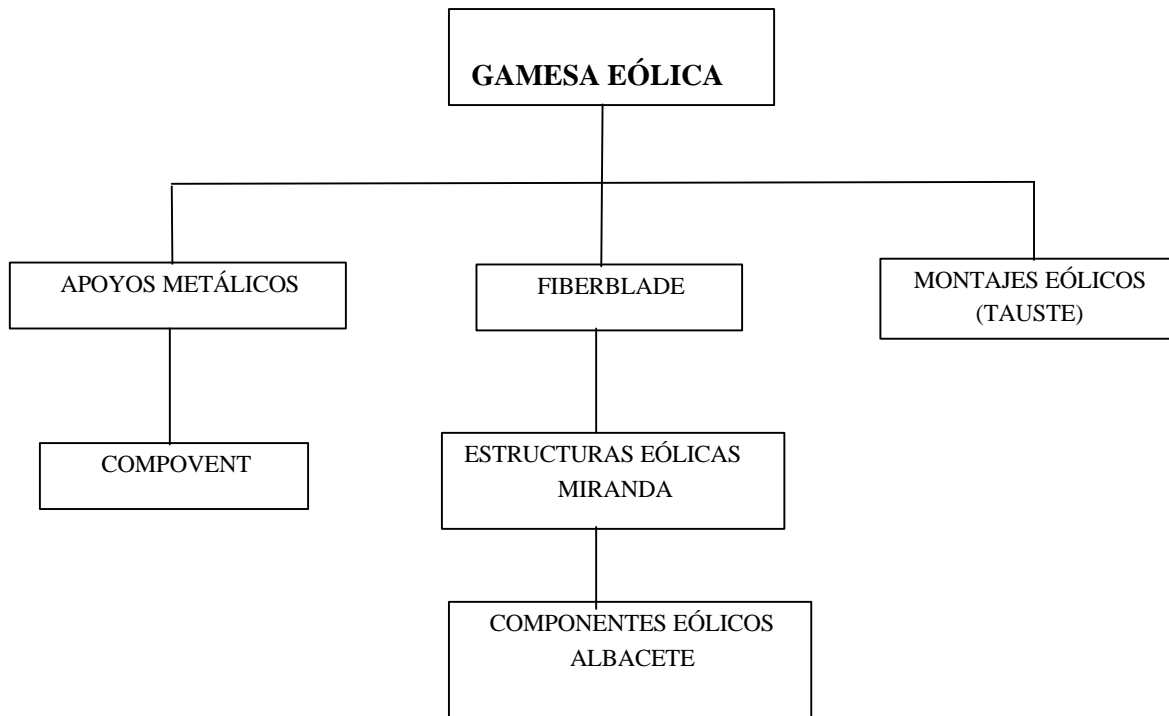 GAMESA EÓLICA
APOYOS METÁLICOS
FIBERBLADE
MONTAJES EÓLICOS
(TAUSTE)
COMPOVENT
ESTRUCTURAS EÓLICAS
MIRANDA
COMPONENTES EÓLICOS
ALBACETE